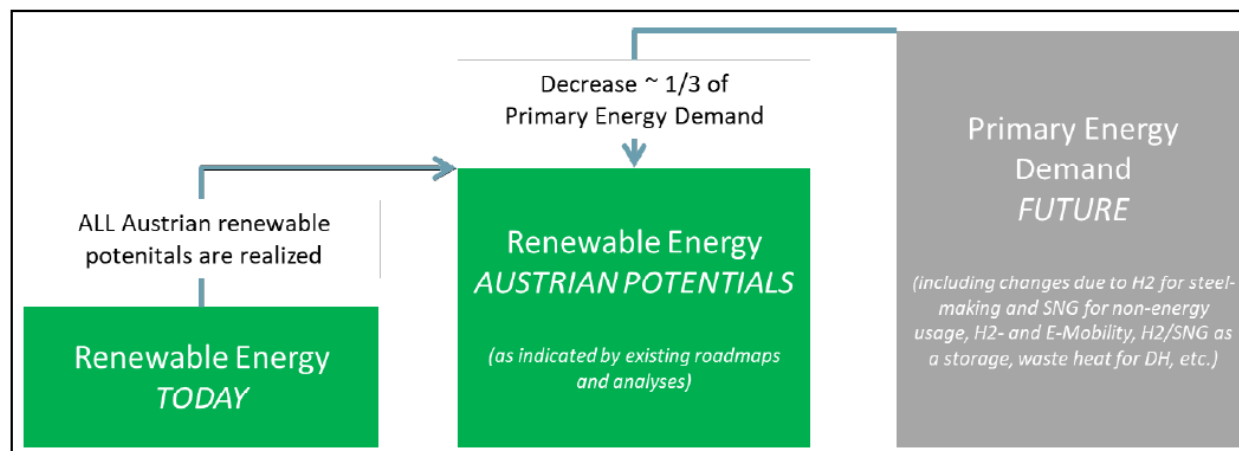 ALL Austrian renewable
potenitals are realized
Renewable Energy
TODAY
Decrease ~ 1/3 of
Primary Energy Demand
Renewable Energy
AUSTRIAN POTENTIALS
(as indicated by existing roadmaps
and analyses)
Primary Energy
Demand
FUTURE
(including changes due to H2 for steel-
making and SNG for non-energy
usage, H2- and E-Mobility, H2/SNG as
a storage, waste heat for DH, etc.)